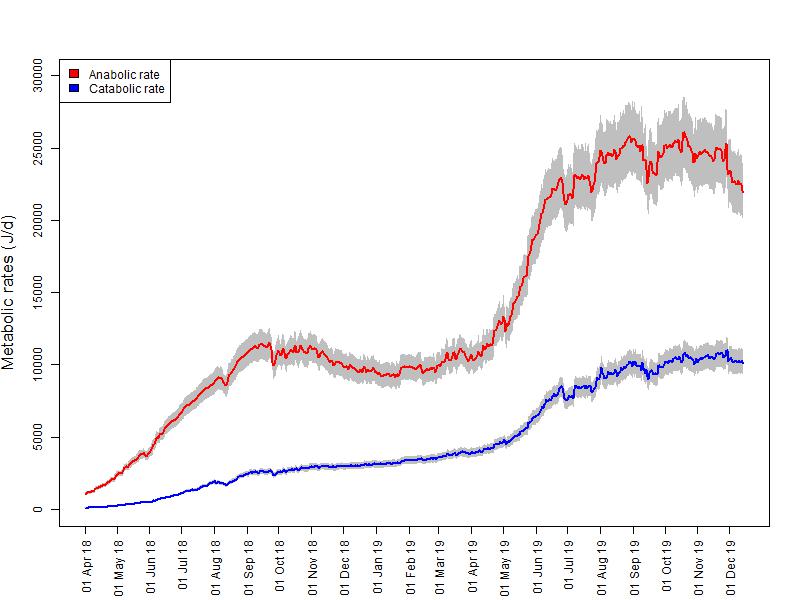 Anabolic rate
Catabolic rate
Metabolic rates (J/d)
30000
25000
20000
15000
10000
5000
0
01 Apr 18
01 May 18
01 Jun 18
01 Jul 18
01 Aug 18
01 Sep 18
01 Oct 18
01 Nov 18
01 Dec 18
01 Jan 19
01 Feb 19
01 Mar 19
01 Apr 19
01 May 19
01 Jun 19
01 Jul 19
01 Aug 19
01 Sep 19
01 Oct 19
01 Nov 19
01 Dec 19